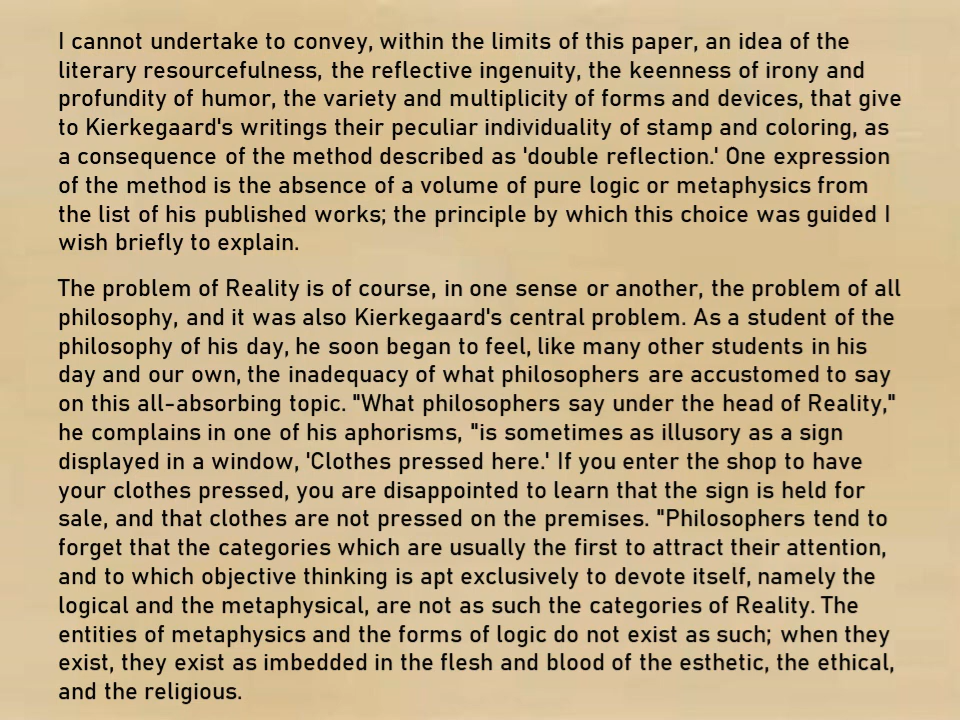 I cannot undertake to convey, within the limits of this paper, an idea of the
literary resourcefulness, the reflective ingenuity, the keenness of irony and
profundity of humor, the variety and multiplicity of forms and devices, that give
to Kierkegaard's writings their peculiar individuality of stamp and coloring, as
a consequence of the method described as 'double reflection.' One expression
of the method is the absence of a volume of pure logic or metaphysics from
the list of his published works; the principle by which this choice was guided I
wish briefly to explain.
The problem of Reality is of course, in one sense or another, the problem of all
philosophy, and it was also Kierkegaard's central problem. As a student of the
philosophy of his day, he soon began to feel, like many other students in his
day and our own, the inadequacy of what philosophers are accustomed to say
on this all-absorbing topic. "What philosophers say under the head of Reality,"
he complains in one of his aphorisms, "is sometimes as illusory as a sign
displayed in a window, 'Clothes pressed here.' If you enter the shop to have
your clothes pressed, you are disappointed to learn that the sign is held for
sale, and that clothes are not pressed on the premises. "Philosophers tend to
forget that the categories which are usually the first to attract their attention,
and to which objective thinking is apt exclusively to devote itself, namely the
logical and the metaphysical, are not as such the categories of Reality. The
entities of metaphysics and the forms of logic do not exist as such; when they
exist, they exist as imbedded in the flesh and blood of the esthetic, the ethical,
and the religious.